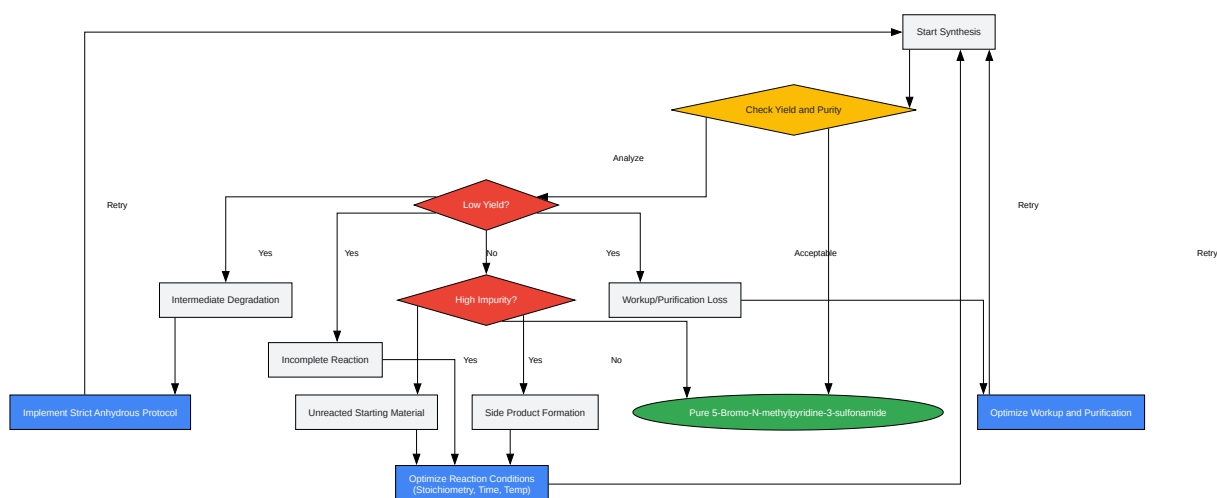 Start Synthesis
Check Yield and Purity
Analyze
Low Yield?
Retry
Retry
Yes
Yes
No
Yes
Acceptable
Retry
Intermediate Degradation
High Impurity?
Workup/Purification Loss
Incomplete Reaction
Yes
Yes
No
Implement Strict Anhydrous Protocol
Unreacted Starting Material
Side Product Formation
Pure 5-Bromo-N-methylpyridine-3-sulfonamide
Optimize Workup and Purification
Optimize Reaction Conditions
(Stoichiometry, Time, Temp)